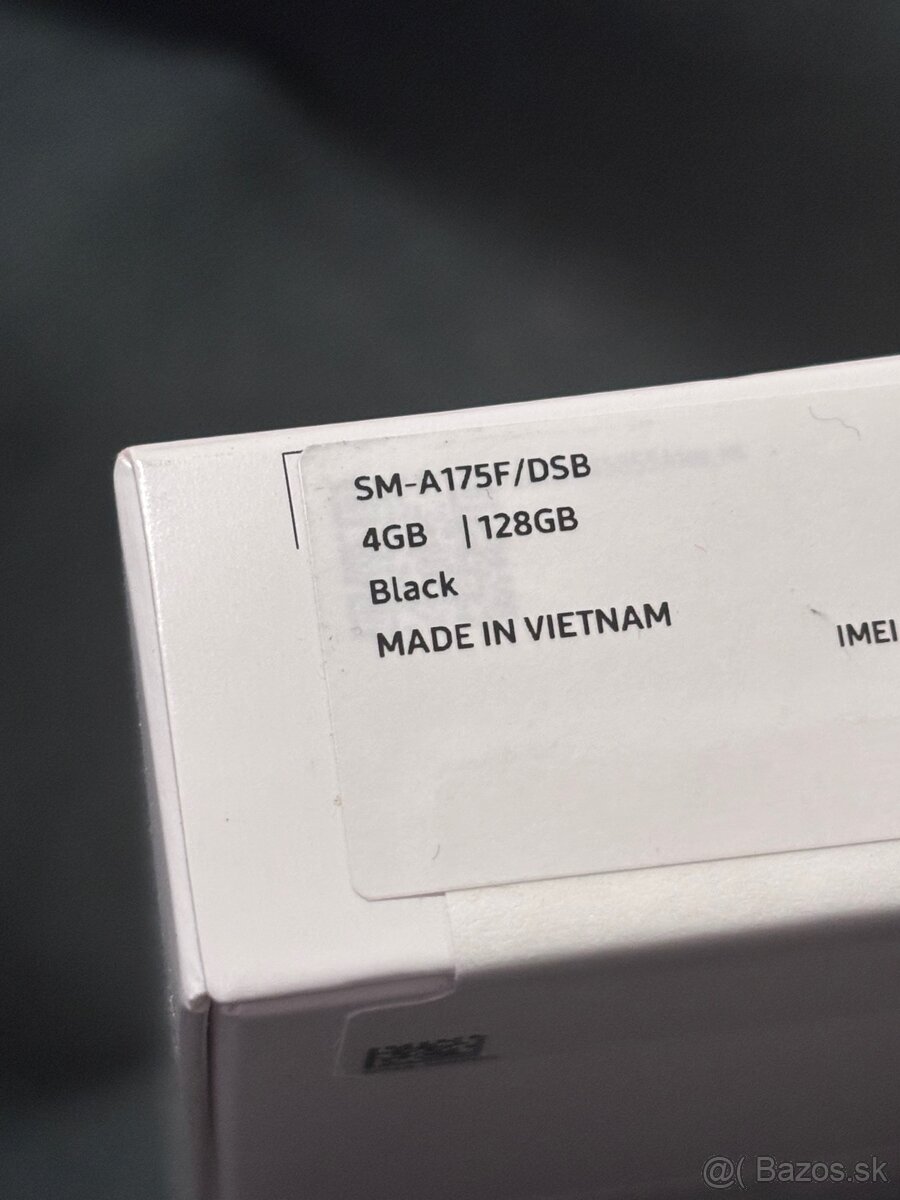 SM-A175F/DSB
4GB | 128GB
Black
MADE IN VIETNAM
IMEI
@( Bazos.sk